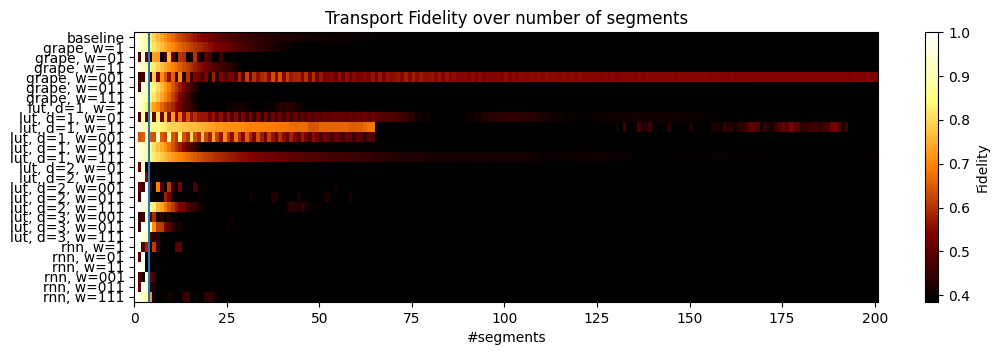 Transport Fidelity over number of segments
baseline
grape, w=1
grape, w=01
grape, w=11
grape, w=001
grape, w=011
grape, w=111
lut, d=1, w=1
lut, d=1, w=01
lut, d=1, w=11
lut, d=1, w=001
lut, d=1, w=011
lut, d=1, w=111
lut, d=2, w=01
lut, d=2, w=11
lut, d=2, w=001
lut, d=2, w=011
lut, d=2, w=111
lut, d=3, w=001
lut, d=3, w=011
lut, d=3, w=111
rnn, w=1
rnn, w=01
rnn, w=11
rnn, w=001
rnn, w=011
rnn, w=111
0 25 50 75 100 125 150 175 200
#segments
1.0
0.9
0.8
0.7
0.6
0.5
0.4
Fidelity